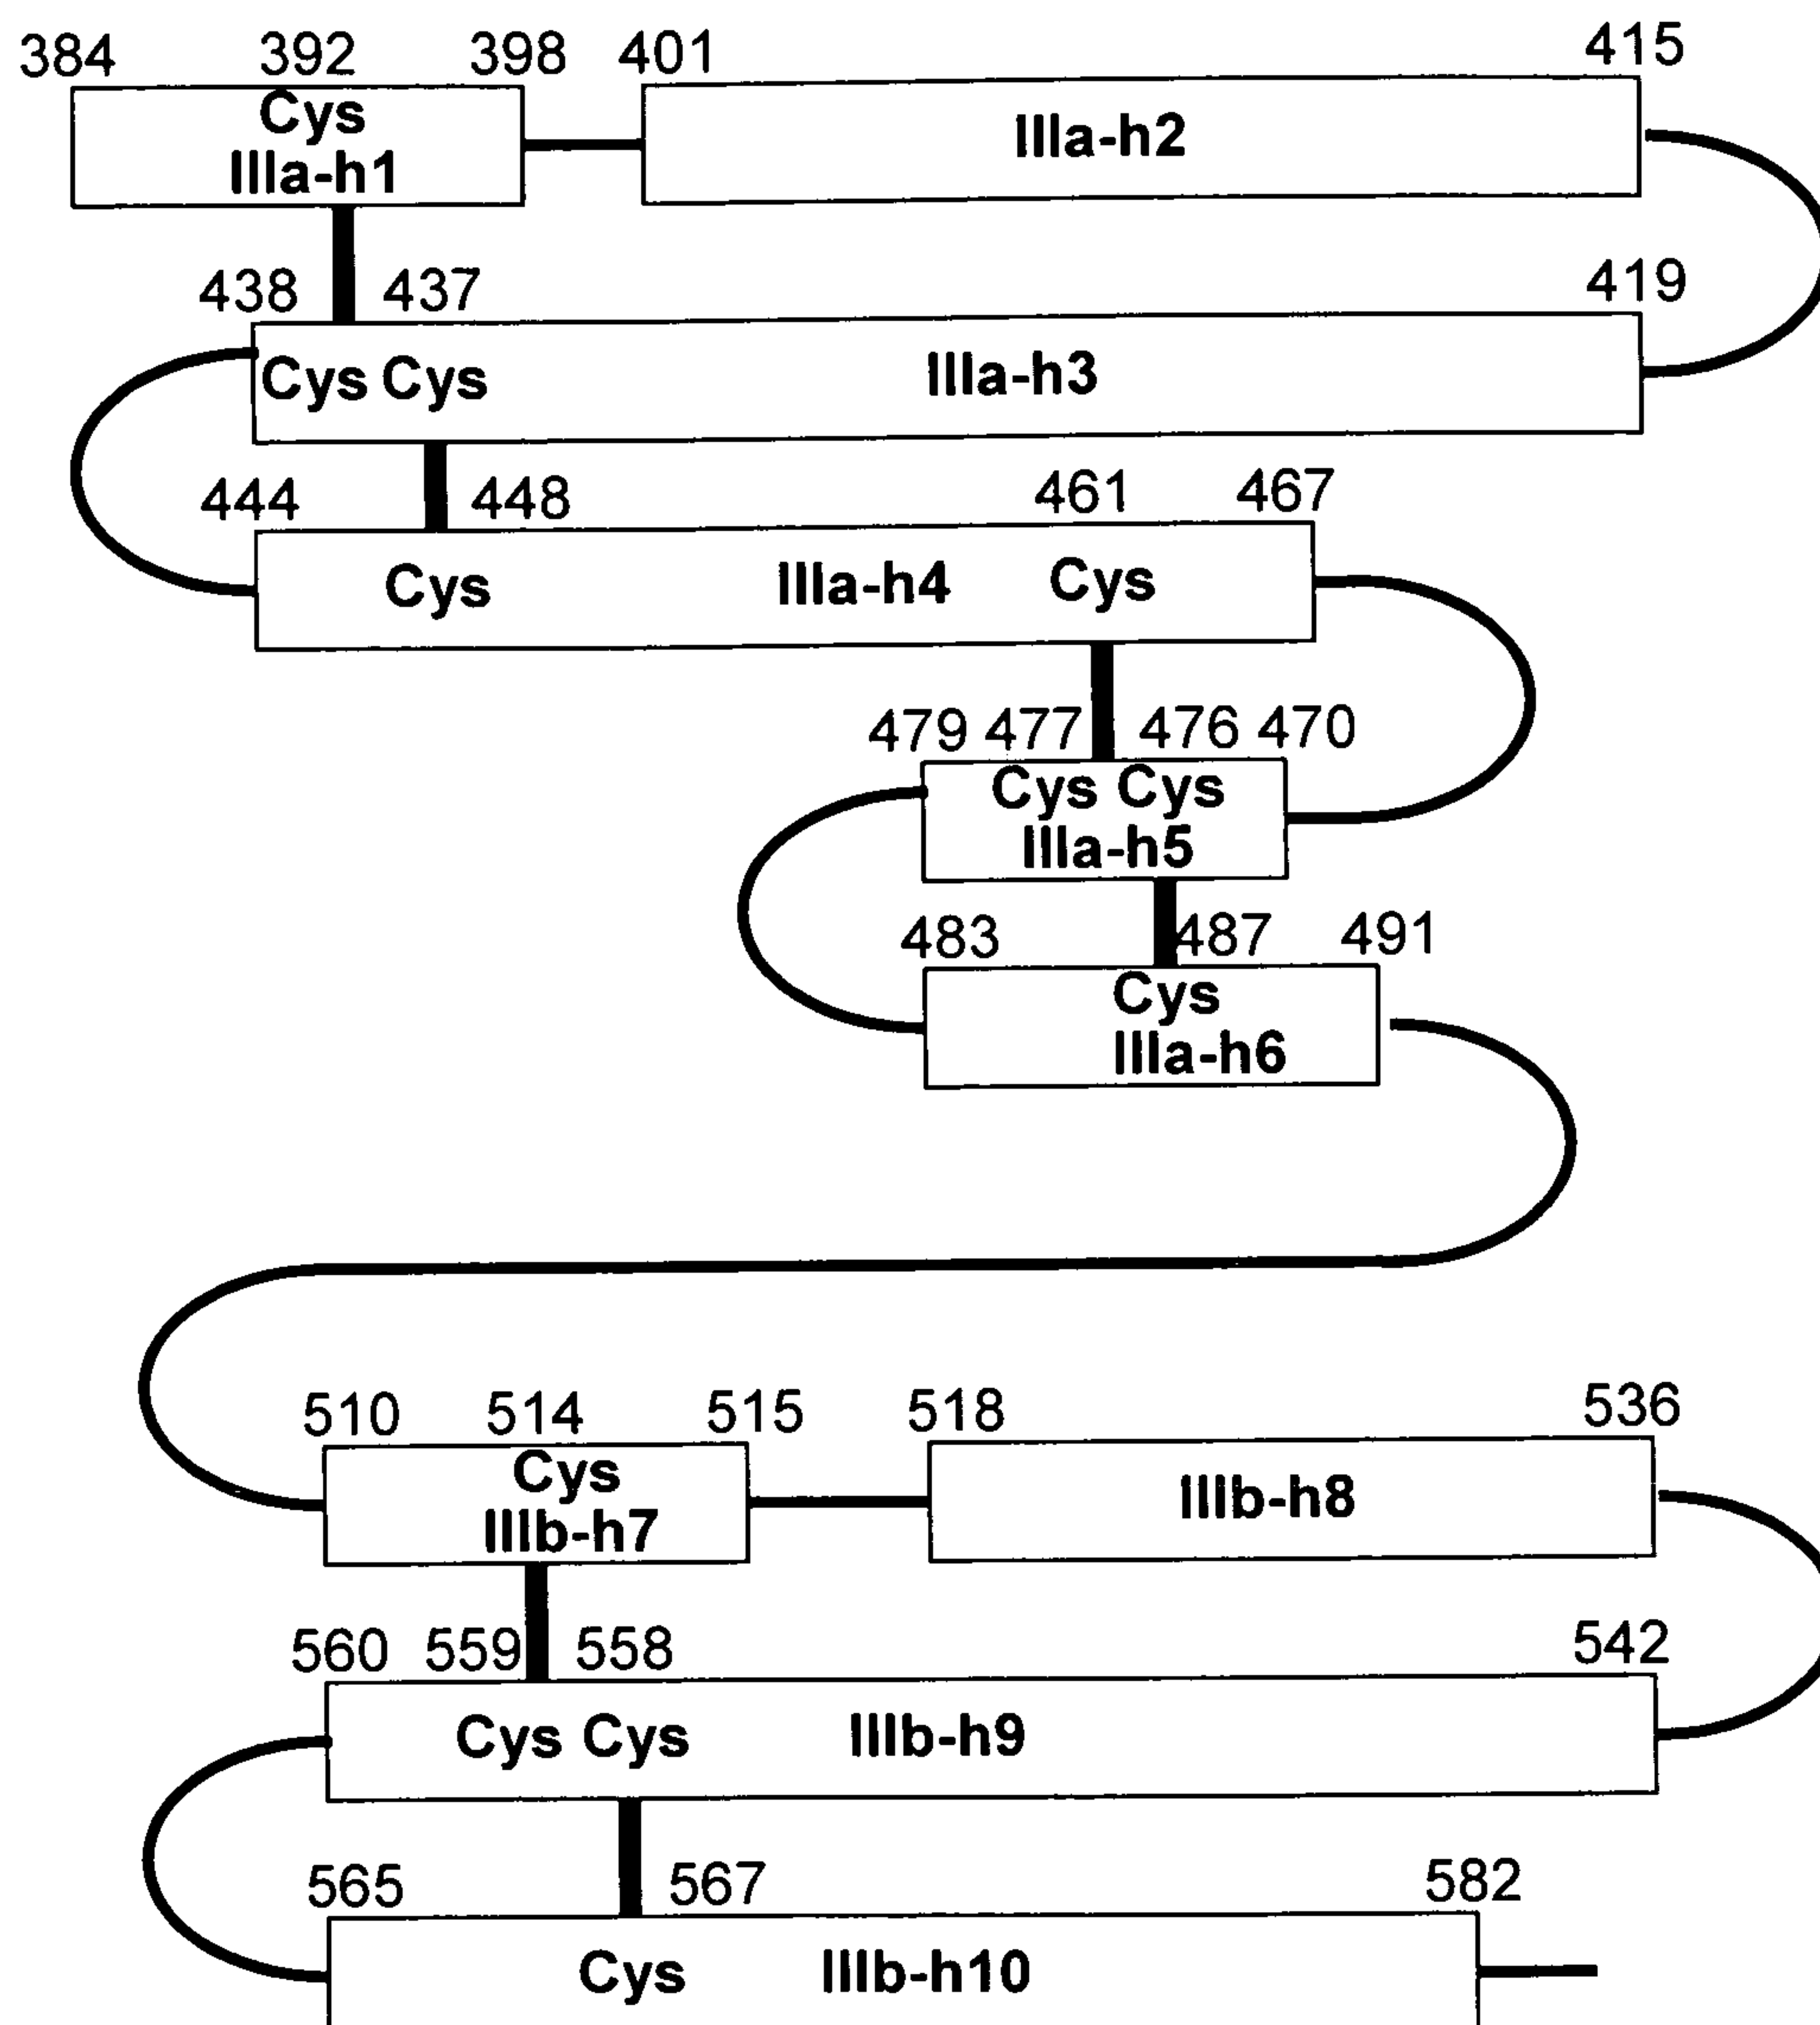 384 392 398 401 415
Cys
IIIa-h1 IIIa-h2
438 437 419
Cys Cys IIIa-h3
444 448 461 467
Cys IIIa-h4 Cys
479 477 476 470
Cys Cys
IIIa-h5
483 487 491
Cys
IIIa-h6
510 514 515 518 536
Cys
IIIb-h7 IIIb-h8
560 559 558 542
Cys Cys IIIb-h9
565 567 582
Cys IIIb-h10